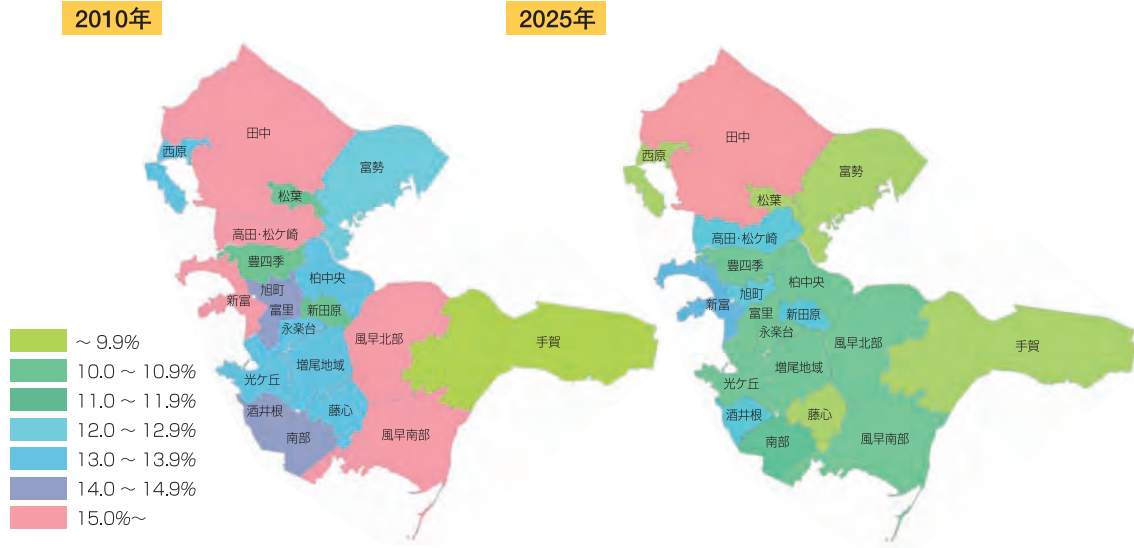 2010年
2025年
田中
西原
富勢
松葉
高田・松ケ崎
豊四季
柏中央
旭町
新富
富里
新田原
永楽台
風早北部
手賀
増尾地域
光ケ丘
酒井根
藤心
南部
風早南部
田中
西原
富勢
松葉
高田・松ケ崎
豊四季
柏中央
旭町
新富
富里
新田原
永楽台
風早北部
手賀
増尾地域
光ケ丘
酒井根
藤心
南部
風早南部
～ 9.9%
10.0 ～ 10.9%
11.0 ～ 11.9%
12.0 ～ 12.9%
13.0 ～ 13.9%
14.0 ～ 14.9%
15.0%～